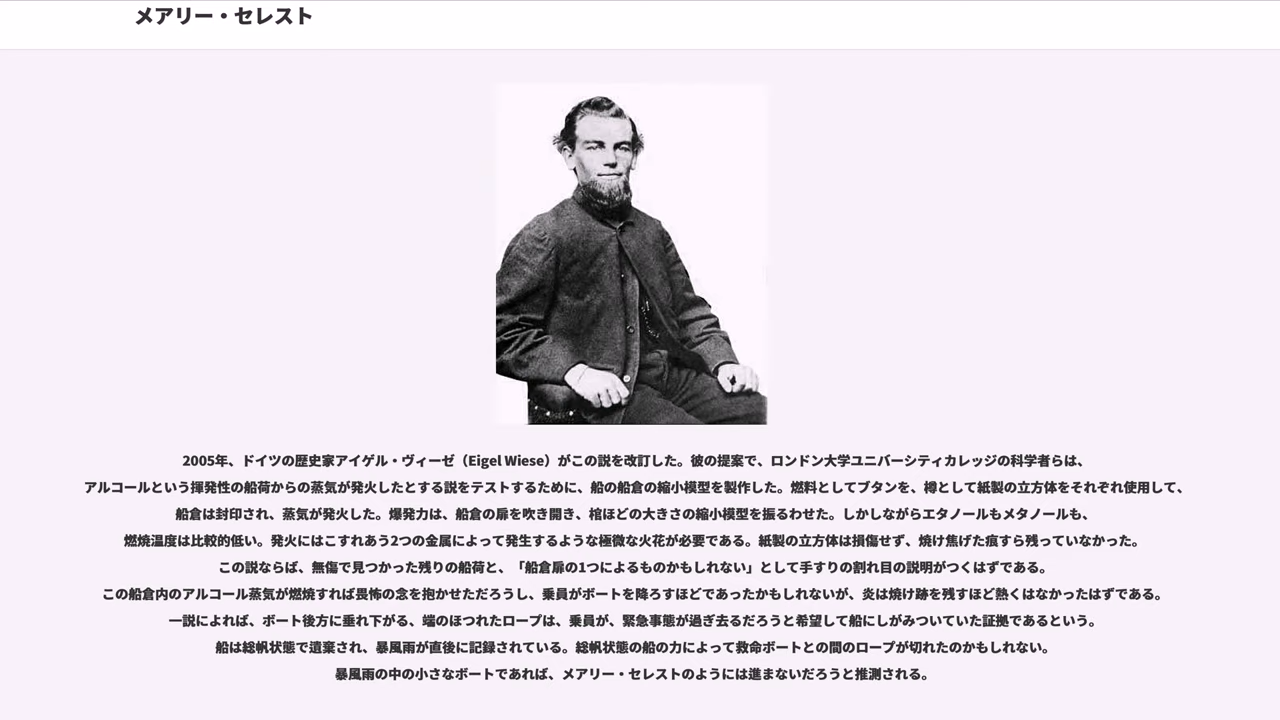 メアリー・セレスト
2005年、ドイツの歴史家アイゲル・ヴィーゼ（Eigel Wiese）がこの説を改訂した。彼の提案で、ロンドン大学ユニバーシティカレッジの科学者らは、
アルコールという揮発性の船荷からの蒸気が発火したとする説をテストするために、船の船倉の縮小模型を製作した。燃料としてブタンを、樽として紙製の立方体をそれぞれ使用して、
船倉は封印され、蒸気が発火した。爆発力は、船倉の扉を吹き開き、棺ほどの大きさの縮小模型を振るわせた。しかしながらエタノールもメタノールも、
燃焼温度は比較的低い。発火にはこすれあう2つの金属によって発生するような極微な火花が必要である。紙製の立方体は損傷せず、焼け焦げた痕すら残っていなかった。
この説ならば、無傷で見つかった残りの船荷と、「船倉扉の1つによるものかもしれない」として手すりの割れ目の説明がつくはずである。
この船倉内のアルコール蒸気が燃焼すれば畏怖の念を抱かせただろうし、乗員がボートを降ろすほどであったかもしれないが、炎は焼け跡を残すほど熱くはなかったはずである。
一説によれば、ボート後方に垂れ下がる、端のほつれたロープは、乗員が、緊急事態が過ぎ去るだろうと希望して船にしがみついていた証拠であるという。
船は総帆状態で遺棄され、暴風雨が直後に記録されている。総帆状態の船の力によって救命ボートとの間のロープが切れたのかもしれない。
暴風雨の中の小さなボートであれば、メアリー・セレストのようには進まないだろうと推測される。